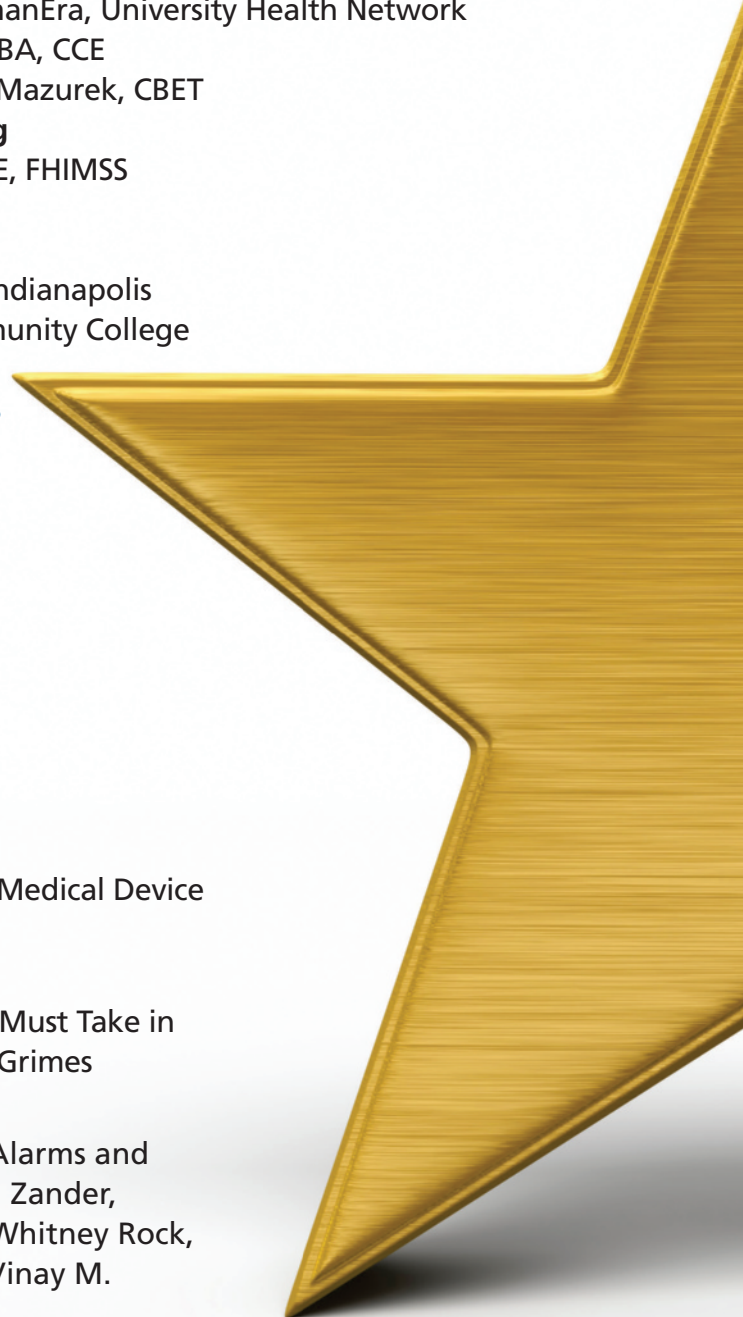 manEra, University Health Network
BA, CCE
Mazurek, CBET
g
E, FHIMSS
ndianapolis
munity College
Medical Device
Must Take in
Grimes
Alarms and
Zander,
Whitney Rock,
Vinay M.